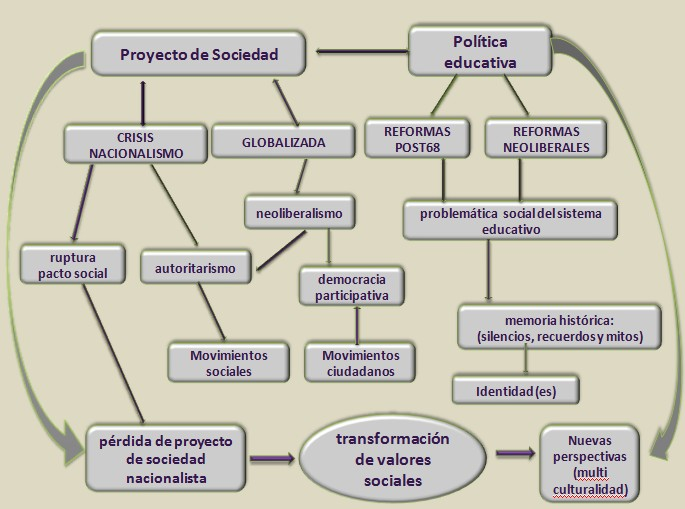 Proyecto de Sociedad
Política
educativa
CRISIS
NACIONALISMO
GLOBALIZADA
REFORMAS
POST68
REFORMAS
NEOLIBERALES
neoliberalismo
problemática social del sistema
educativo
ruptura
pacto social
autoritarismo
democracia
participativa
memoria histórica:
(silencios, recuerdos y mitos)
Movimientos
sociales
Movimientos
ciudadanos
Identidad (es)
pérdida de proyecto
de sociedad
nacionalista
transformación
de valores
sociales
Nuevas
perspectivas
(multi
culturalidad)